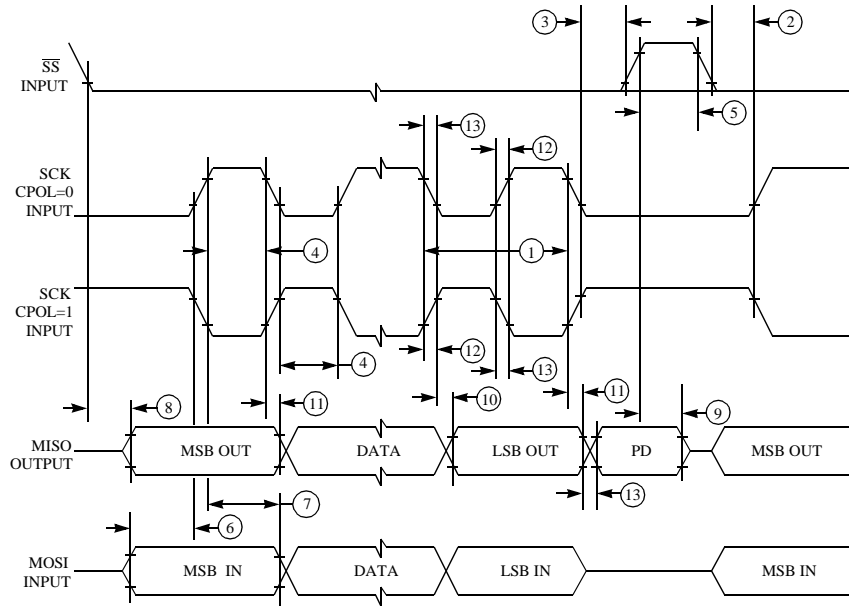 3
2
SS
INPUT
5
13
12
SCK
CPOL=0
INPUT
4
1
SCK
CPOL=1
INPUT
4
12
13
8
11
10
11
9
MISO
OUTPUT
MSB OUT
DATA
LSB OUT
PD
MSB OUT
13
7
6
MOSI
INPUT
MSB IN
DATA
LSB IN
MSB IN